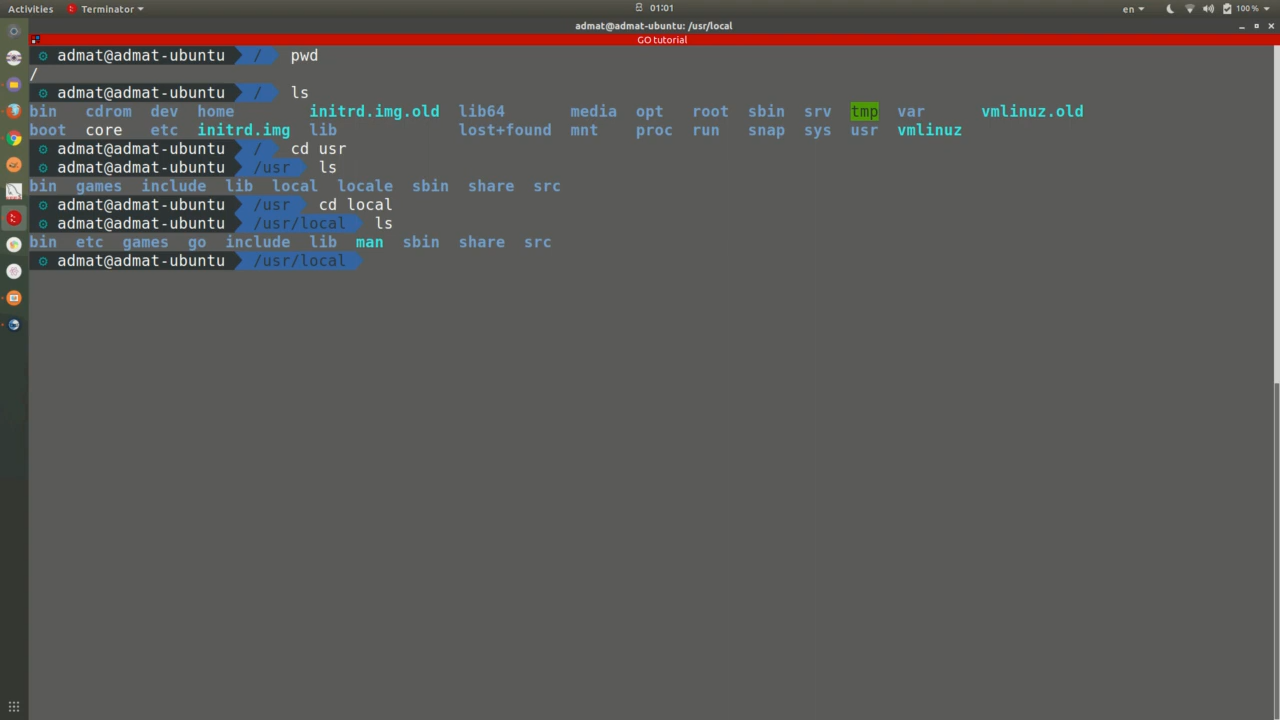 Activities Terminator 01:01 en 100%
admat@admat-ubuntu: /usr/local
GO tutorial
admat@admat-ubuntu / pwd
/
admat@admat-ubuntu / ls
bin cdrom dev home initrd.img.old lib64 media opt root sbin srv tmp var vmlinuz.old
boot core etc initrd.img lib lost+found mnt proc run snap sys usr vmlinuz
admat@admat-ubuntu / cd usr
admat@admat-ubuntu /usr ls
bin games include lib local locale sbin share src
admat@admat-ubuntu /usr cd local
admat@admat-ubuntu /usr/local ls
bin etc games go include lib man sbin share src
admat@admat-ubuntu /usr/local